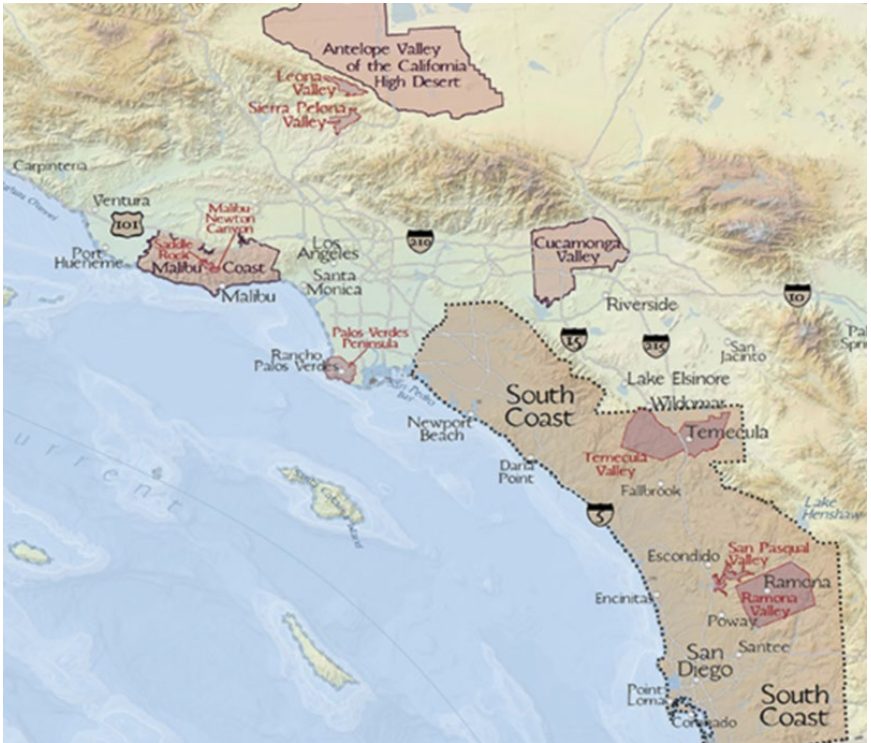 Antelope Valley
of the California
High Desert
Leona
Valley
Sierra Pelona
Valley
Carpinteria
Ventura
101
Malibu
Newton
Canyon
Saddle
Rock
Malibu Coast
Port
Hueneme
Malibu
Los
Angeles
Santa
Monica
210
Cucamonga
Valley
Riverside
10
15
215
San
Jacinto
Palos Verdes
Peninsula
Rancho
Palos Verdes
San Pedro
Bay
South
Coast
Lake Elsinore
Wildomar
Temecula
Temecula
Valley
Newport
Beach
Dana
Point
Fallbrook
5
Lake
Henshaw
Escondido
San Pasqual
Valley
Ramona
Ramona
Valley
Encinitas
Poway
Santee
San
Diego
Point
Loma
Coronado
South
Coast